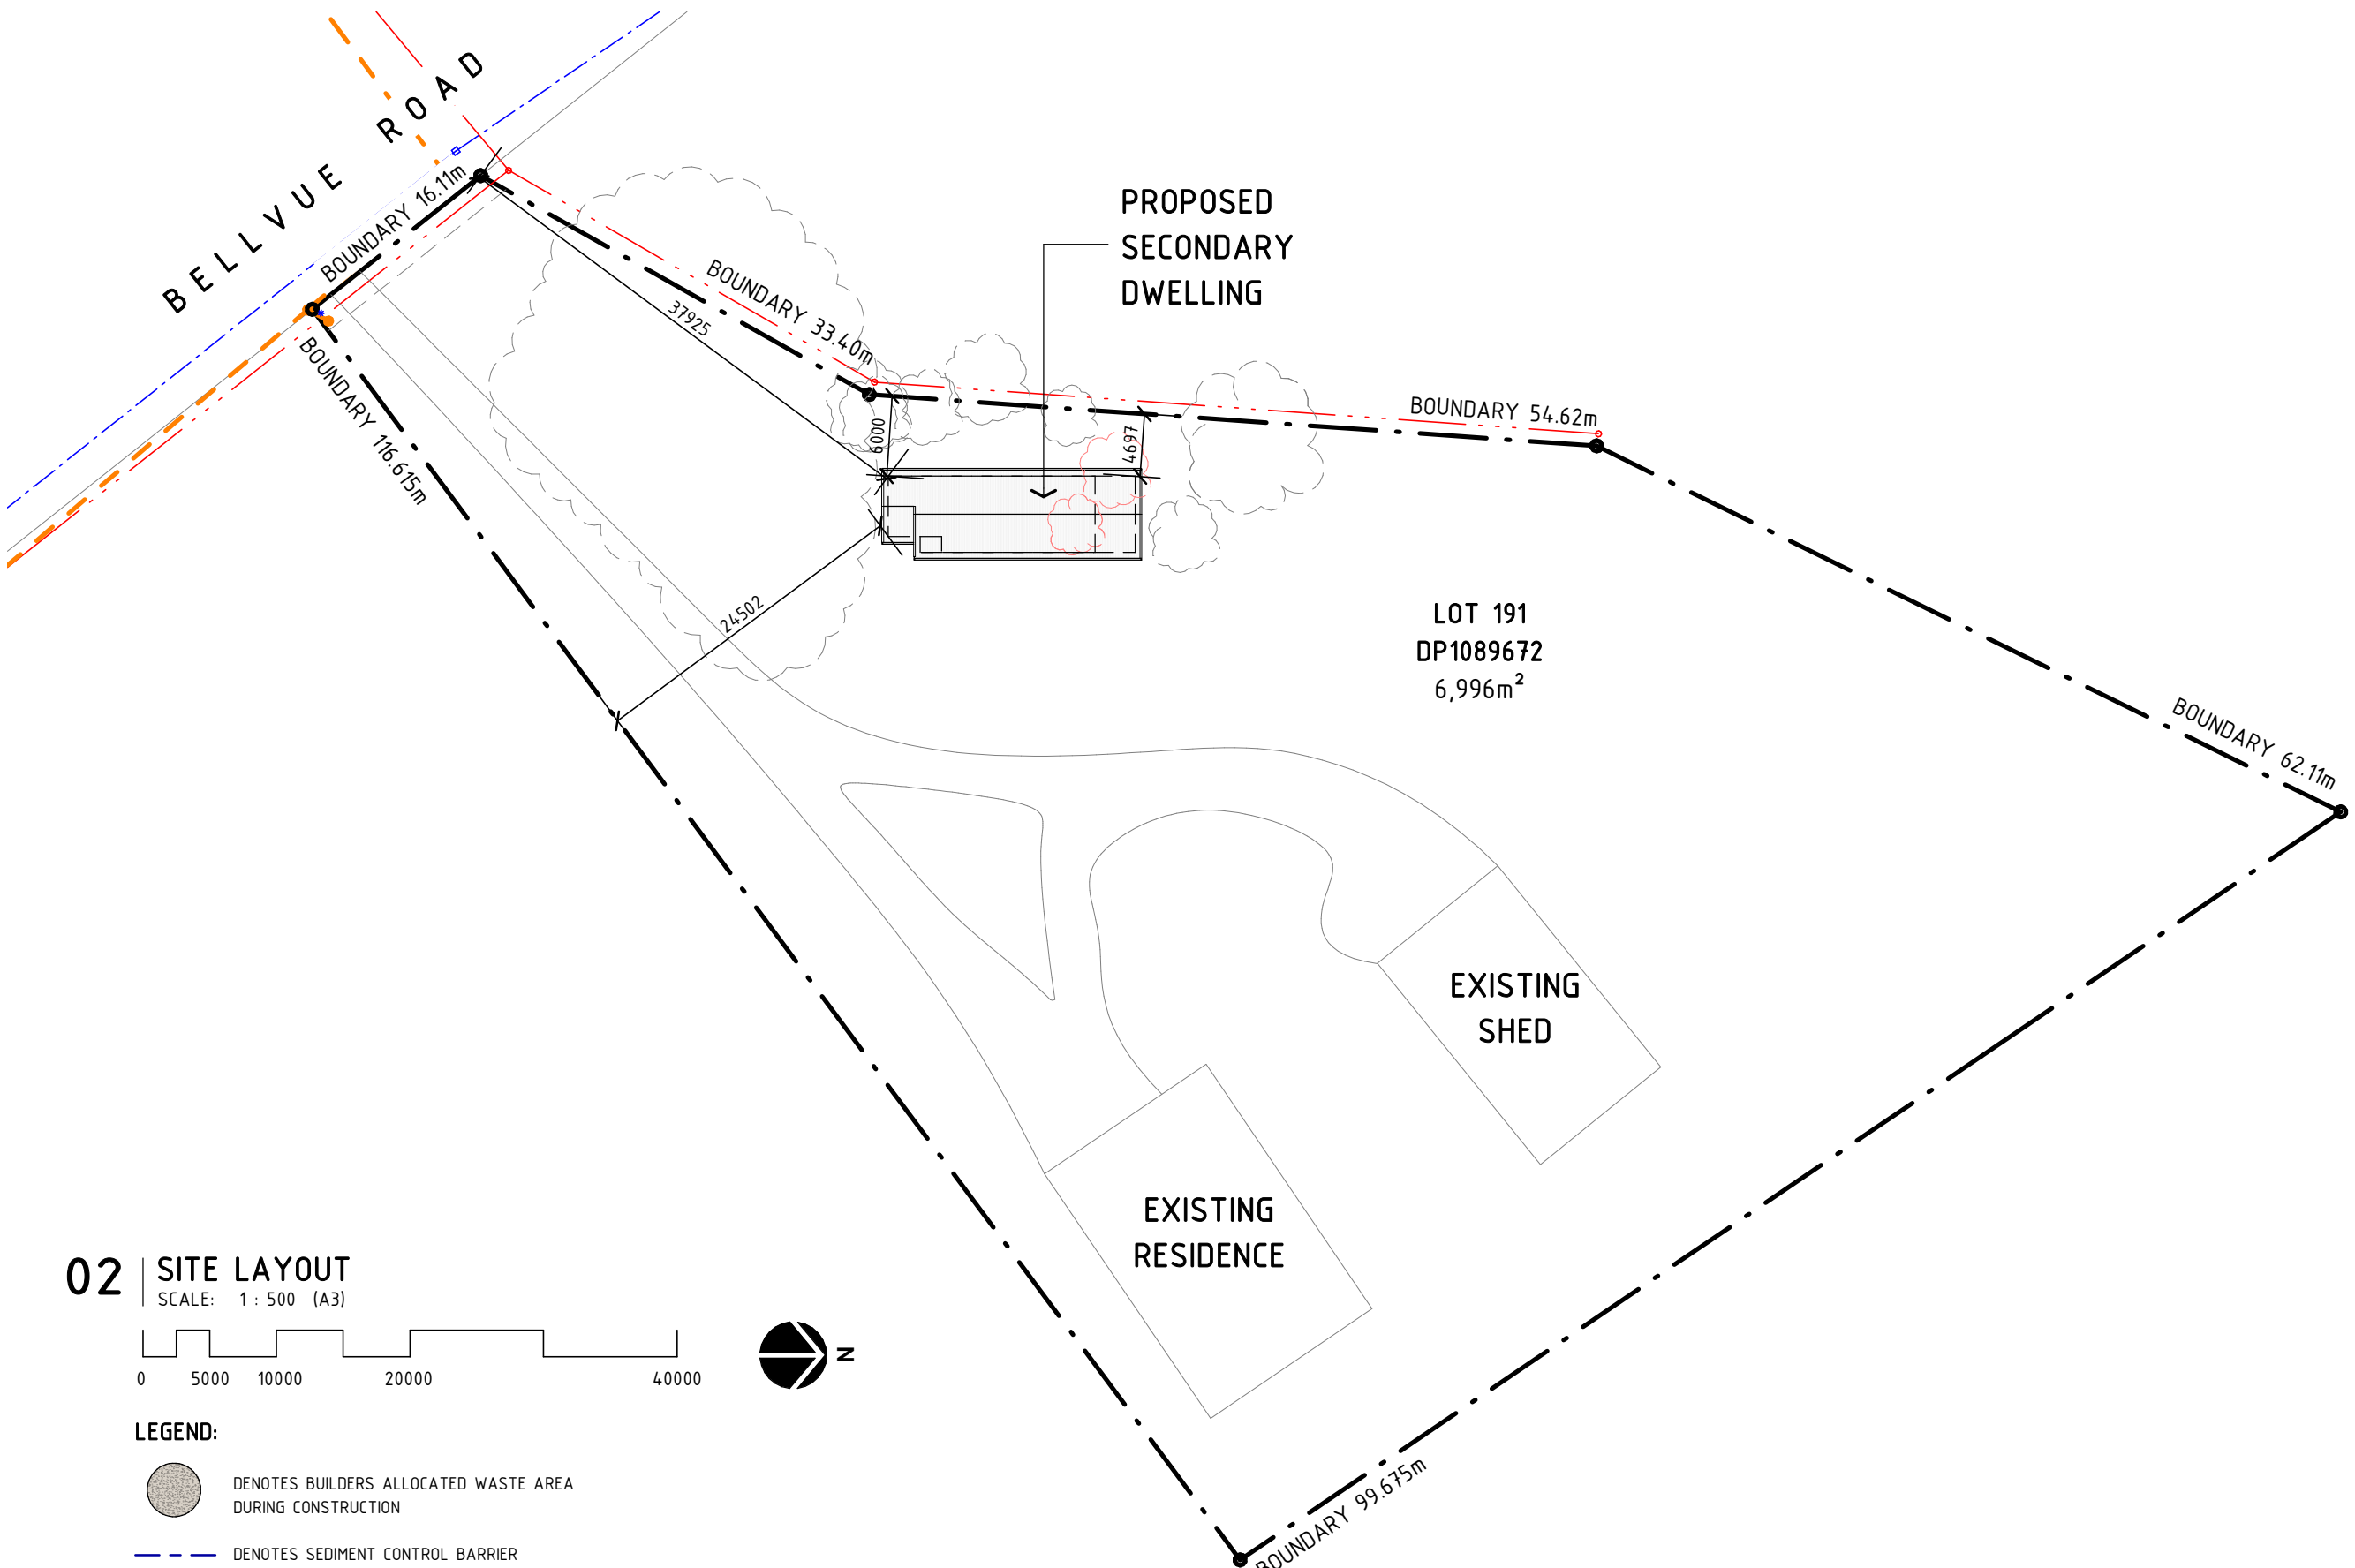 BELLVUE ROAD
BOUNDARY 16.11m
BOUNDARY 33.40m
37925
BOUNDARY 116.615m
PROPOSED
SECONDARY
DWELLING
6000
4697
BOUNDARY 54.62m
24502
LOT 191
DP1089672
6,996m²
BOUNDARY 62.11m
EXISTING
SHED
EXISTING
RESIDENCE
BOUNDARY 99.675m
02
SITE LAYOUT
SCALE: 1 : 500 (A3)
0 5000 10000 20000 40000
N
LEGEND:
DENOTES BUILDERS ALLOCATED WASTE AREA
DURING CONSTRUCTION
DENOTES SEDIMENT CONTROL BARRIER